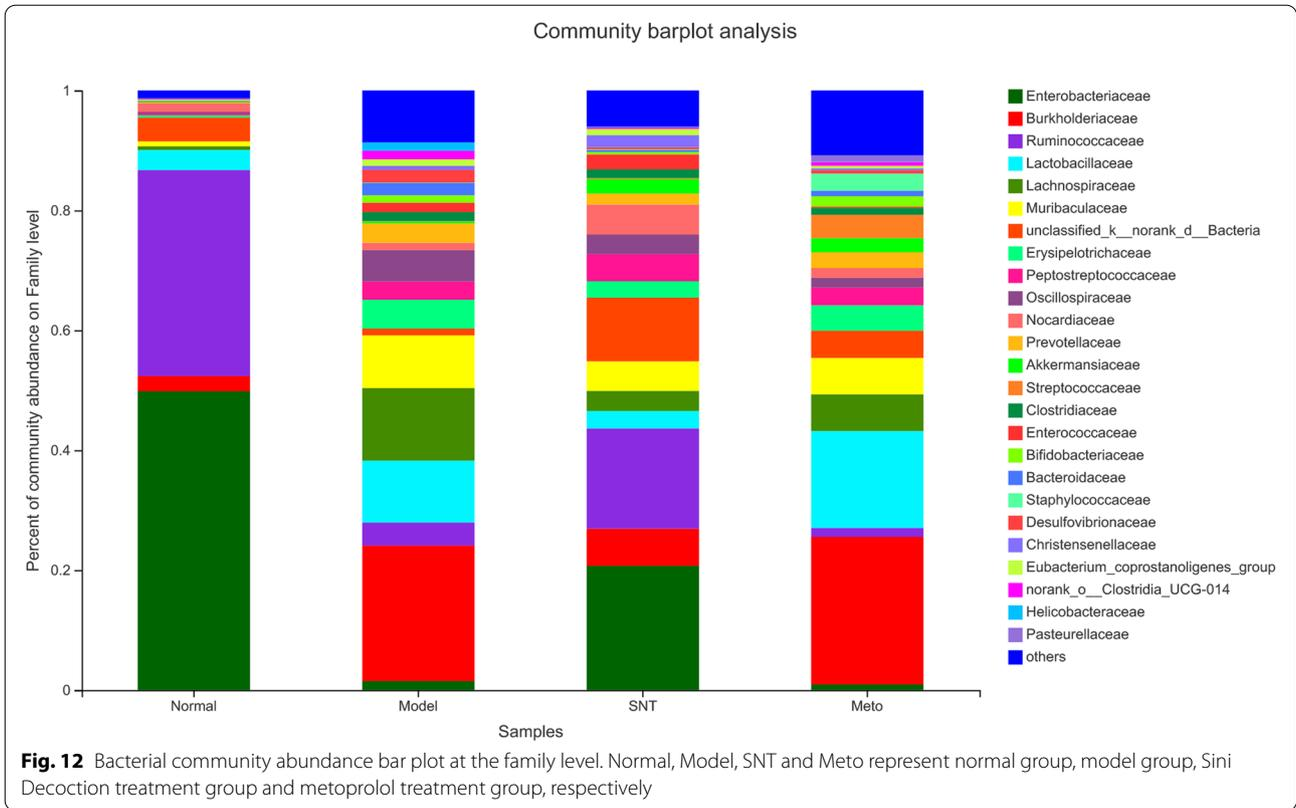 Community barplot analysis
Percent of community abundance on Family level
1
0.8
0.6
0.4
0.2
0
Normal
Model
SNT
Meto
Samples
Enterobacteriaceae
Burkholderiaceae
Ruminococcaceae
Lactobacillaceae
Lachnospiraceae
Muribaculaceae
unclassified_k__norank_d__Bacteria
Erysipelotrichaceae
Peptostreptococcaceae
Oscillospiraceae
Nocardiaceae
Prevotellaceae
Akkermansiaceae
Streptococcaceae
Clostridiaceae
Enterococcaceae
Bifidobacteriaceae
Bacteroidaceae
Staphylococcaceae
Desulfovibrionaceae
Christensenellaceae
Eubacterium_coprostanoligenes_group
norank_o__Clostridia_UCG-014
Helicobacteraceae
Pasteurellaceae
others
Fig. 12 Bacterial community abundance bar plot at the family level. Normal, Model, SNT and Meto represent normal group, model group, Sini
Decoction treatment group and metoprolol treatment group, respectively